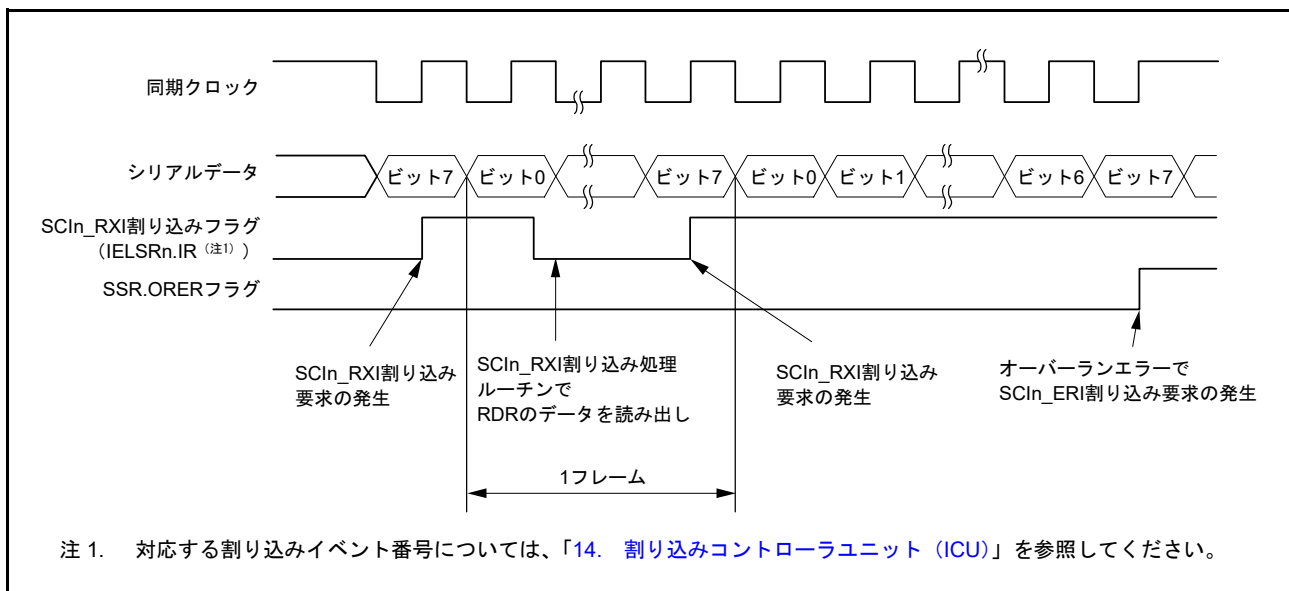 同期クロック
シリアルデータ
ビット7 ビット0 ビット7 ビット0 ビット1 ビット6 ビット7
SCIn_RXI割り込みフラグ
(IELSRn.IR（注1）)
SSR.ORERフラグ
SCIn_RXI割り込み
要求の発生
SCIn_RXI割り込み処理
ルーチンで
RDRのデータを読み出し
SCIn_RXI割り込み
要求の発生
オーバーランエラーで
SCIn_ERI割り込み要求の発生
1フレーム
注 1. 対応する割り込みイベント番号については、「14. 割り込みコントローラユニット（ICU）」を参照してください。